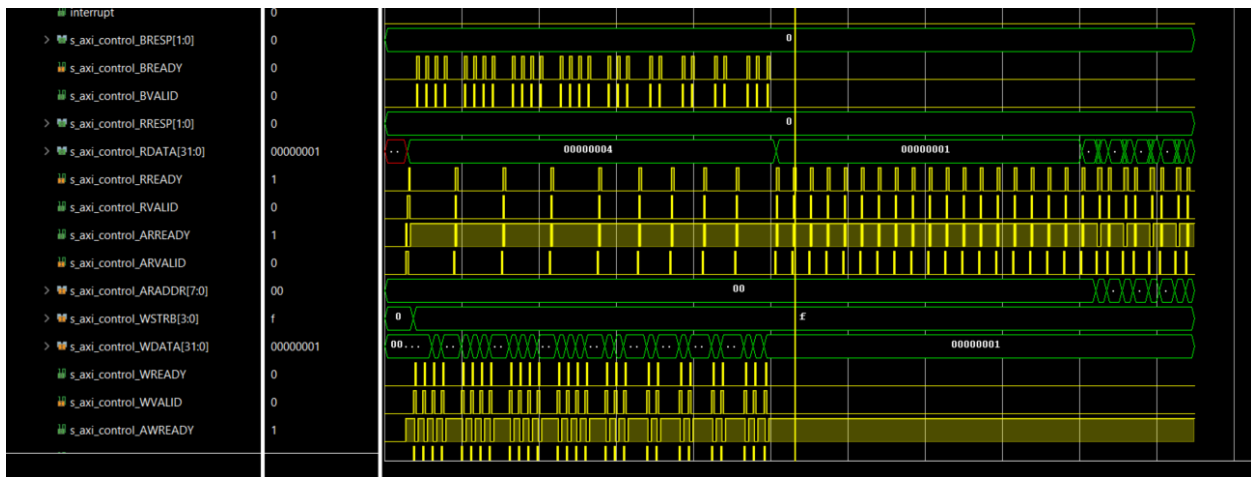 interrupt 0
s_axi_control_BRESP[1:0] 0 0
s_axi_control_BREADY 0
s_axi_control_BVALID 0
s_axi_control_RRESP[1:0] 0 0
s_axi_control_RDATA[31:0] 00000001 .. 00000004 00000001
s_axi_control_RREADY 1
s_axi_control_RVALID 0
s_axi_control_ARREADY 1
s_axi_control_ARVALID 0
s_axi_control_ARADDR[7:0] 00 00
s_axi_control_WSTRB[3:0] f 0 f
s_axi_control_WDATA[31:0] 00000001 00... .. .. .. .. .. .. .. 00000001
s_axi_control_WREADY 0
s_axi_control_WVALID 0
s_axi_control_AWREADY 1